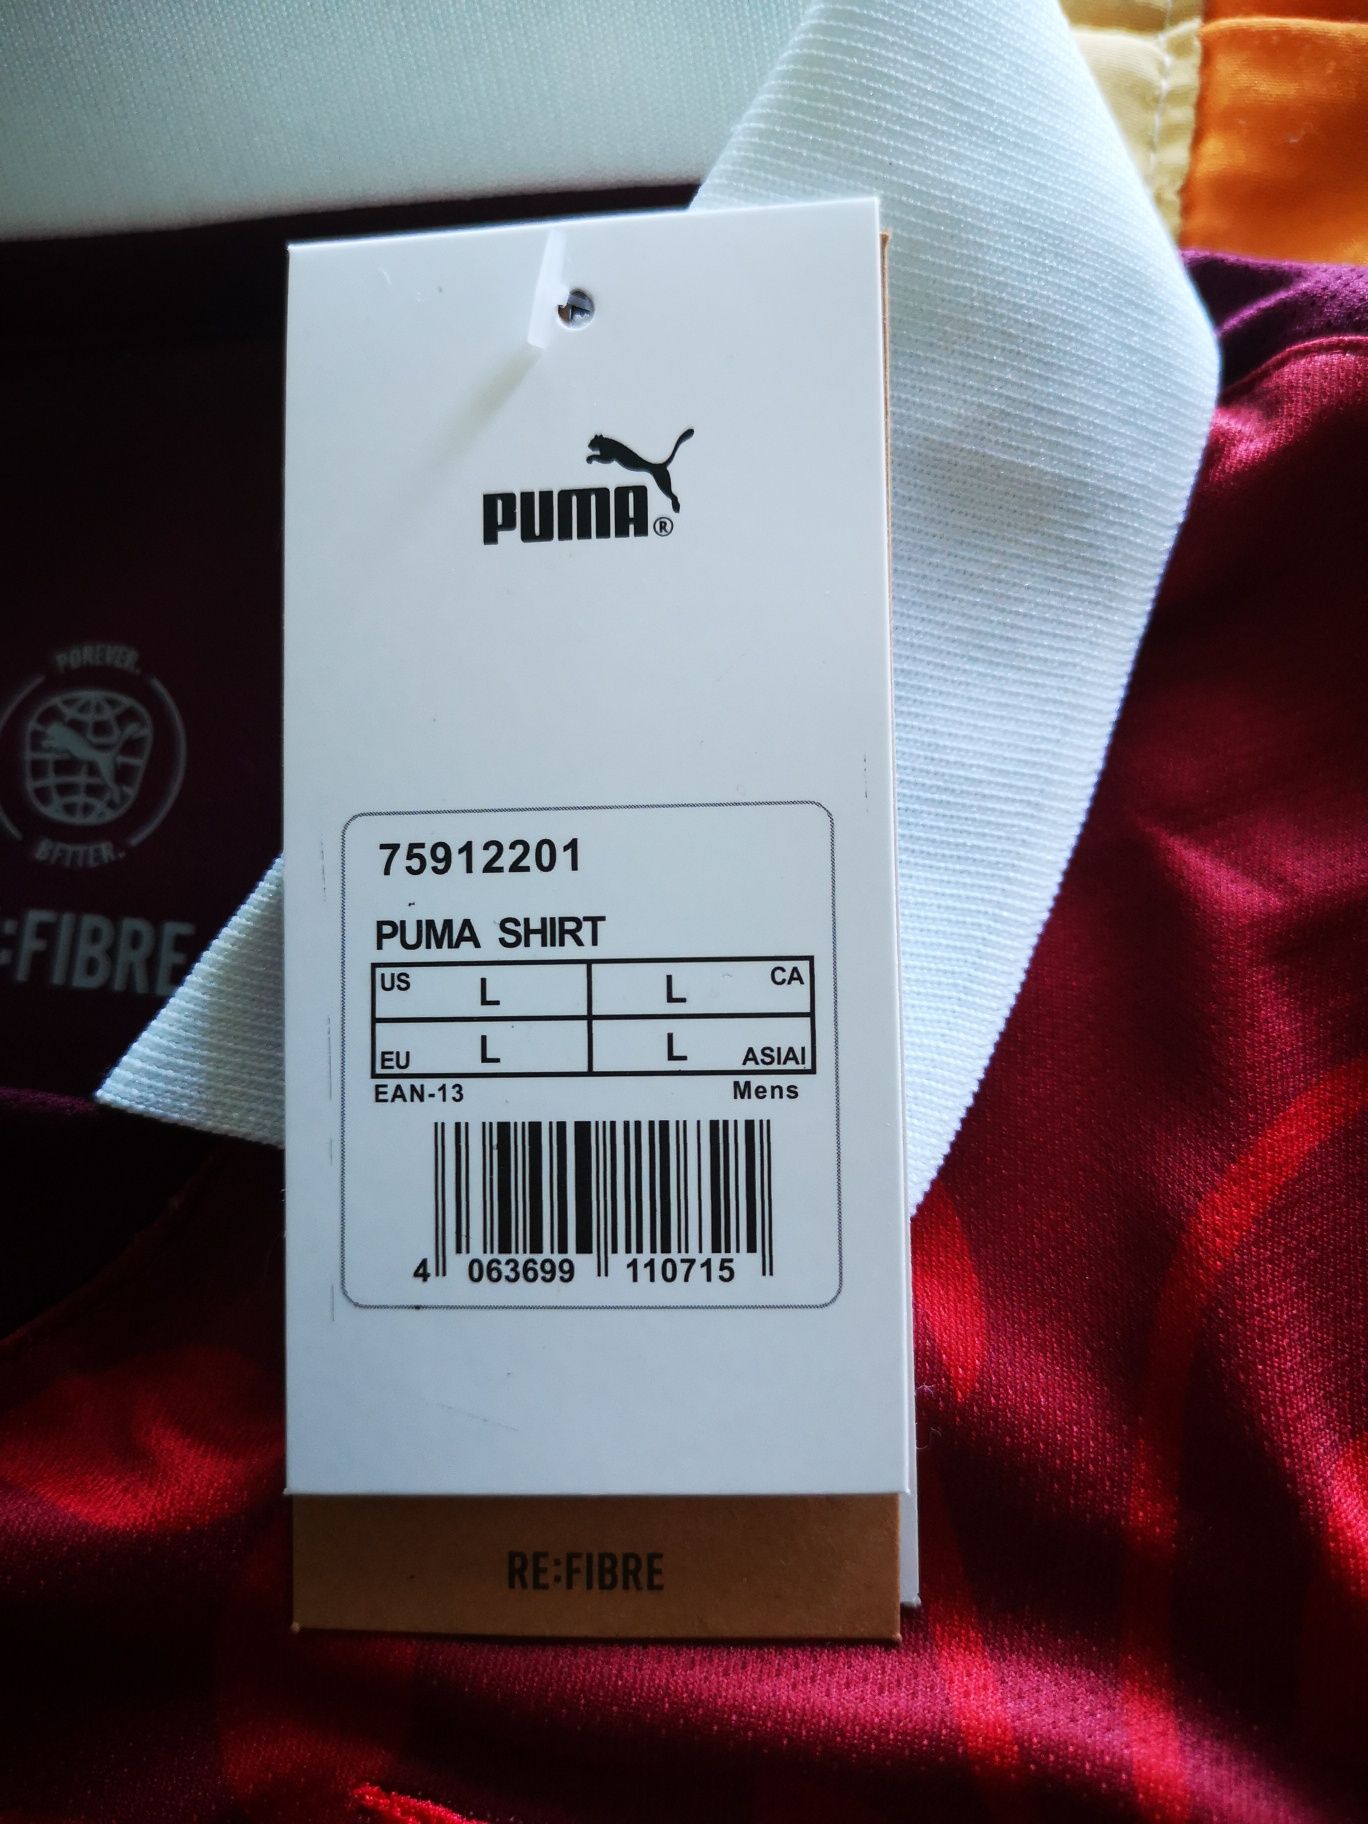 PUMA®
FOREVER.
BETTER.
:FIBRE
75912201
PUMA SHIRT
US L L CA
EU L L ASIAI
EAN-13 Mens
4 063699 110715
RE:FIBRE